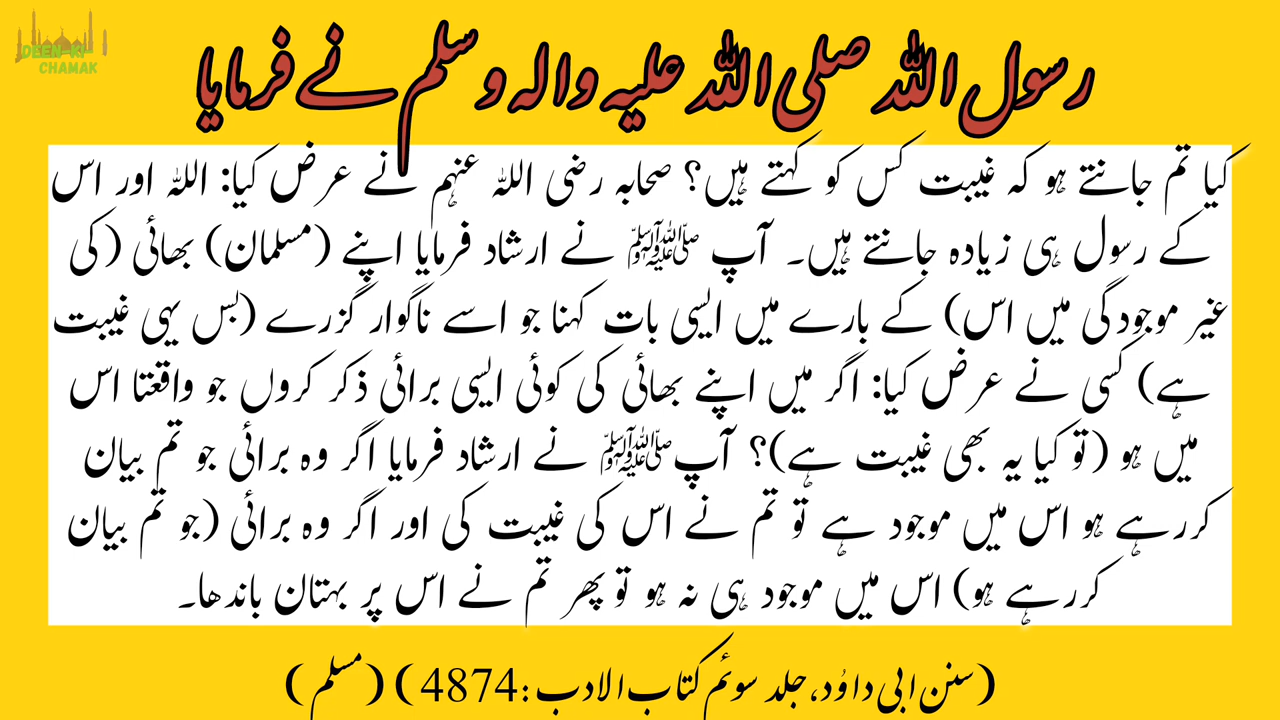 DEEN-KI
CHAMAK
رسول اللہ صلی اللہ علیہ والہ وسلم نے فرمایا
کیا تم جانتے ہو کہ غیبت کس کو کہتے ہیں؟ صحابہ رضی اللہ عنہم نے عرض کیا: اللہ اور اس
کے رسول ہی زیادہ جانتے ہیں۔ آپ ﷺ نے ارشاد فرمایا اپنے (مسلمان) بھائی (کی
غیر موجودگی میں اس) کے بارے میں ایسی بات کہنا جو اسے ناگوار گزرے (بس یہی غیبت
ہے) کسی نے عرض کیا: اگر میں اپنے بھائی کی کوئی ایسی برائی ذکر کروں جو واقعتا اس
میں ہو (تو کیا یہ بھی غیبت ہے)؟ آپﷺ نے ارشاد فرمایا اگر وہ برائی جو تم بیان
کررہے ہو اس میں موجود ہے تو تم نے اس کی غیبت کی اور اگر وہ برائی (جو تم بیان
کررہے ہو) اس میں موجود ہی نہ ہو تو پھر تم نے اس پر بہتان باندھا۔
(سنن ابی داوُد، جلد سوئم کتاب الادب :4874) (مسلم)